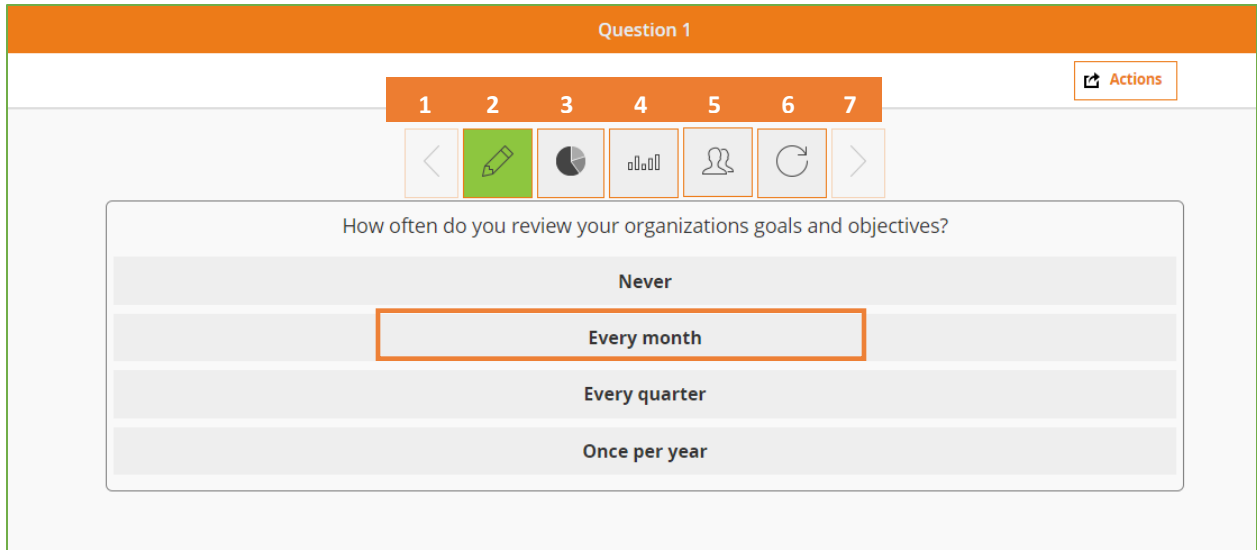 Question 1
Actions
1 2 3 4 5 6 7
How often do you review your organizations goals and objectives?
Never
Every month
Every quarter
Once per year